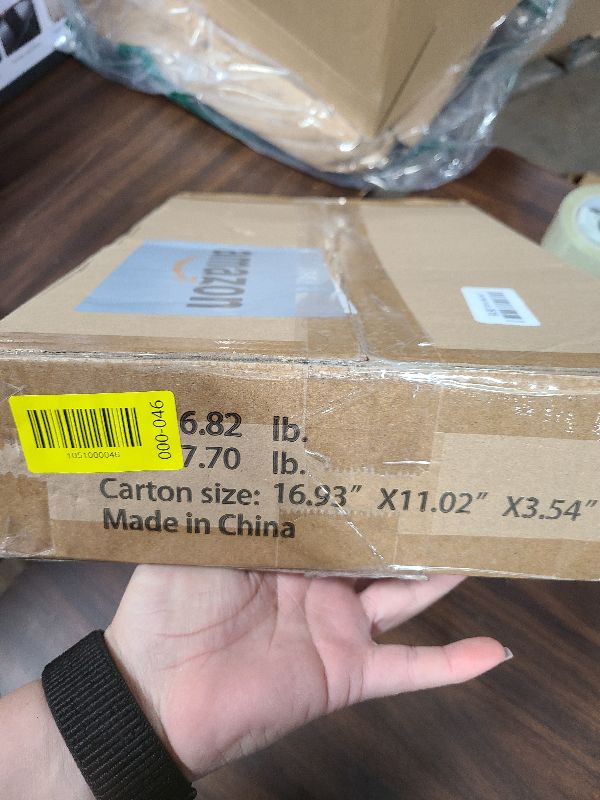 amazon
6.82 lb.
7.70 lb.
Carton size: 16.93" X11.02" X3.54"
Made in China
1051000046
000-046